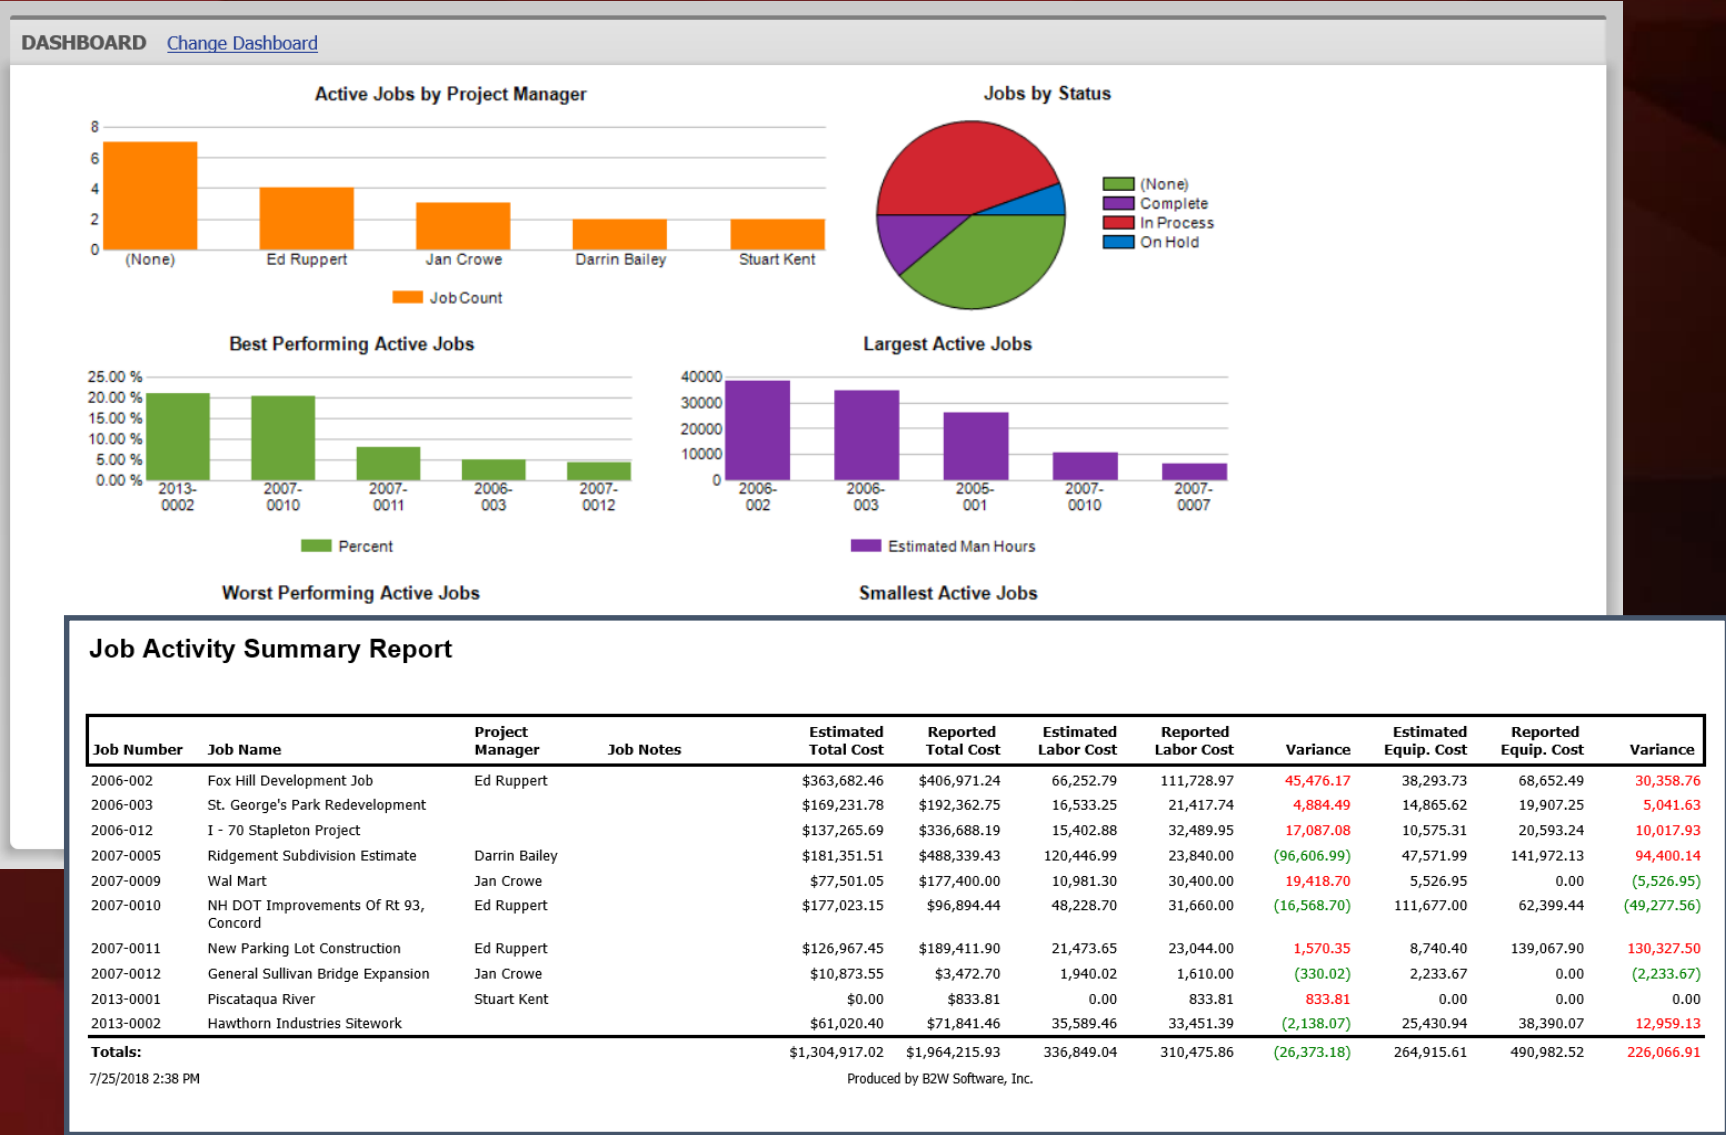 DASHBOARD Change Dashboard
Active Jobs by Project Manager
8
6
4
2
0
(None) Ed Ruppert Jan Crowe Darrin Bailey Stuart Kent
Job Count
Jobs by Status
(None)
Complete
In Process
On Hold
Best Performing Active Jobs
25.00 %
20.00 %
15.00 %
10.00 %
5.00 %
0.00 %
2013- 2007- 2007- 2006- 2007-
0002 0010 0011 003 0012
Percent
Largest Active Jobs
40000
30000
20000
10000
0
2006- 2006- 2005- 2007- 2007-
002 003 001 0010 0007
Estimated Man Hours
Worst Performing Active Jobs
Smallest Active Jobs
Job Activity Summary Report
Project Estimated Reported Estimated Reported Estimated Reported
Job Number Job Name Manager Job Notes Total Cost Total Cost Labor Cost Labor Cost Variance Equip. Cost Equip. Cost Variance
2006-002 Fox Hill Development Job Ed Ruppert $363,682.46 $406,971.24 66,252.79 111,728.97 45,476.17 38,293.73 68,652.49 30,358.76
2006-003 St. George's Park Redevelopment $169,231.78 $192,362.75 16,533.25 21,417.74 4,884.49 14,865.62 19,907.25 5,041.63
2006-012 I - 70 Stapleton Project $137,265.69 $336,688.19 15,402.88 32,489.95 17,087.08 10,575.31 20,593.24 10,017.93
2007-0005 Ridgement Subdivision Estimate Darrin Bailey $181,351.51 $488,339.43 120,446.99 23,840.00 (96,606.99) 47,571.99 141,972.13 94,400.14
2007-0009 Wal Mart Jan Crowe $77,501.05 $177,400.00 10,981.30 30,400.00 19,418.70 5,526.95 0.00 (5,526.95)
2007-0010 NH DOT Improvements Of Rt 93, Ed Ruppert $177,023.15 $96,894.44 48,228.70 31,660.00 (16,568.70) 111,677.00 62,399.44 (49,277.56)
Concord
2007-0011 New Parking Lot Construction Ed Ruppert $126,967.45 $189,411.90 21,473.65 23,044.00 1,570.35 8,740.40 139,067.90 130,327.50
2007-0012 General Sullivan Bridge Expansion Jan Crowe $10,873.55 $3,472.70 1,940.02 1,610.00 (330.02) 2,233.67 0.00 (2,233.67)
2013-0001 Piscataqua River Stuart Kent $0.00 $833.81 0.00 833.81 833.81 0.00 0.00 0.00
2013-0002 Hawthorn Industries Sitework $61,020.40 $71,841.46 35,589.46 33,451.39 (2,138.07) 25,430.94 38,390.07 12,959.13
Totals: $1,304,917.02 $1,964,215.93 336,849.04 310,475.86 (26,373.18) 264,915.61 490,982.52 226,066.91
7/25/2018 2:38 PM Produced by B2W Software, Inc.